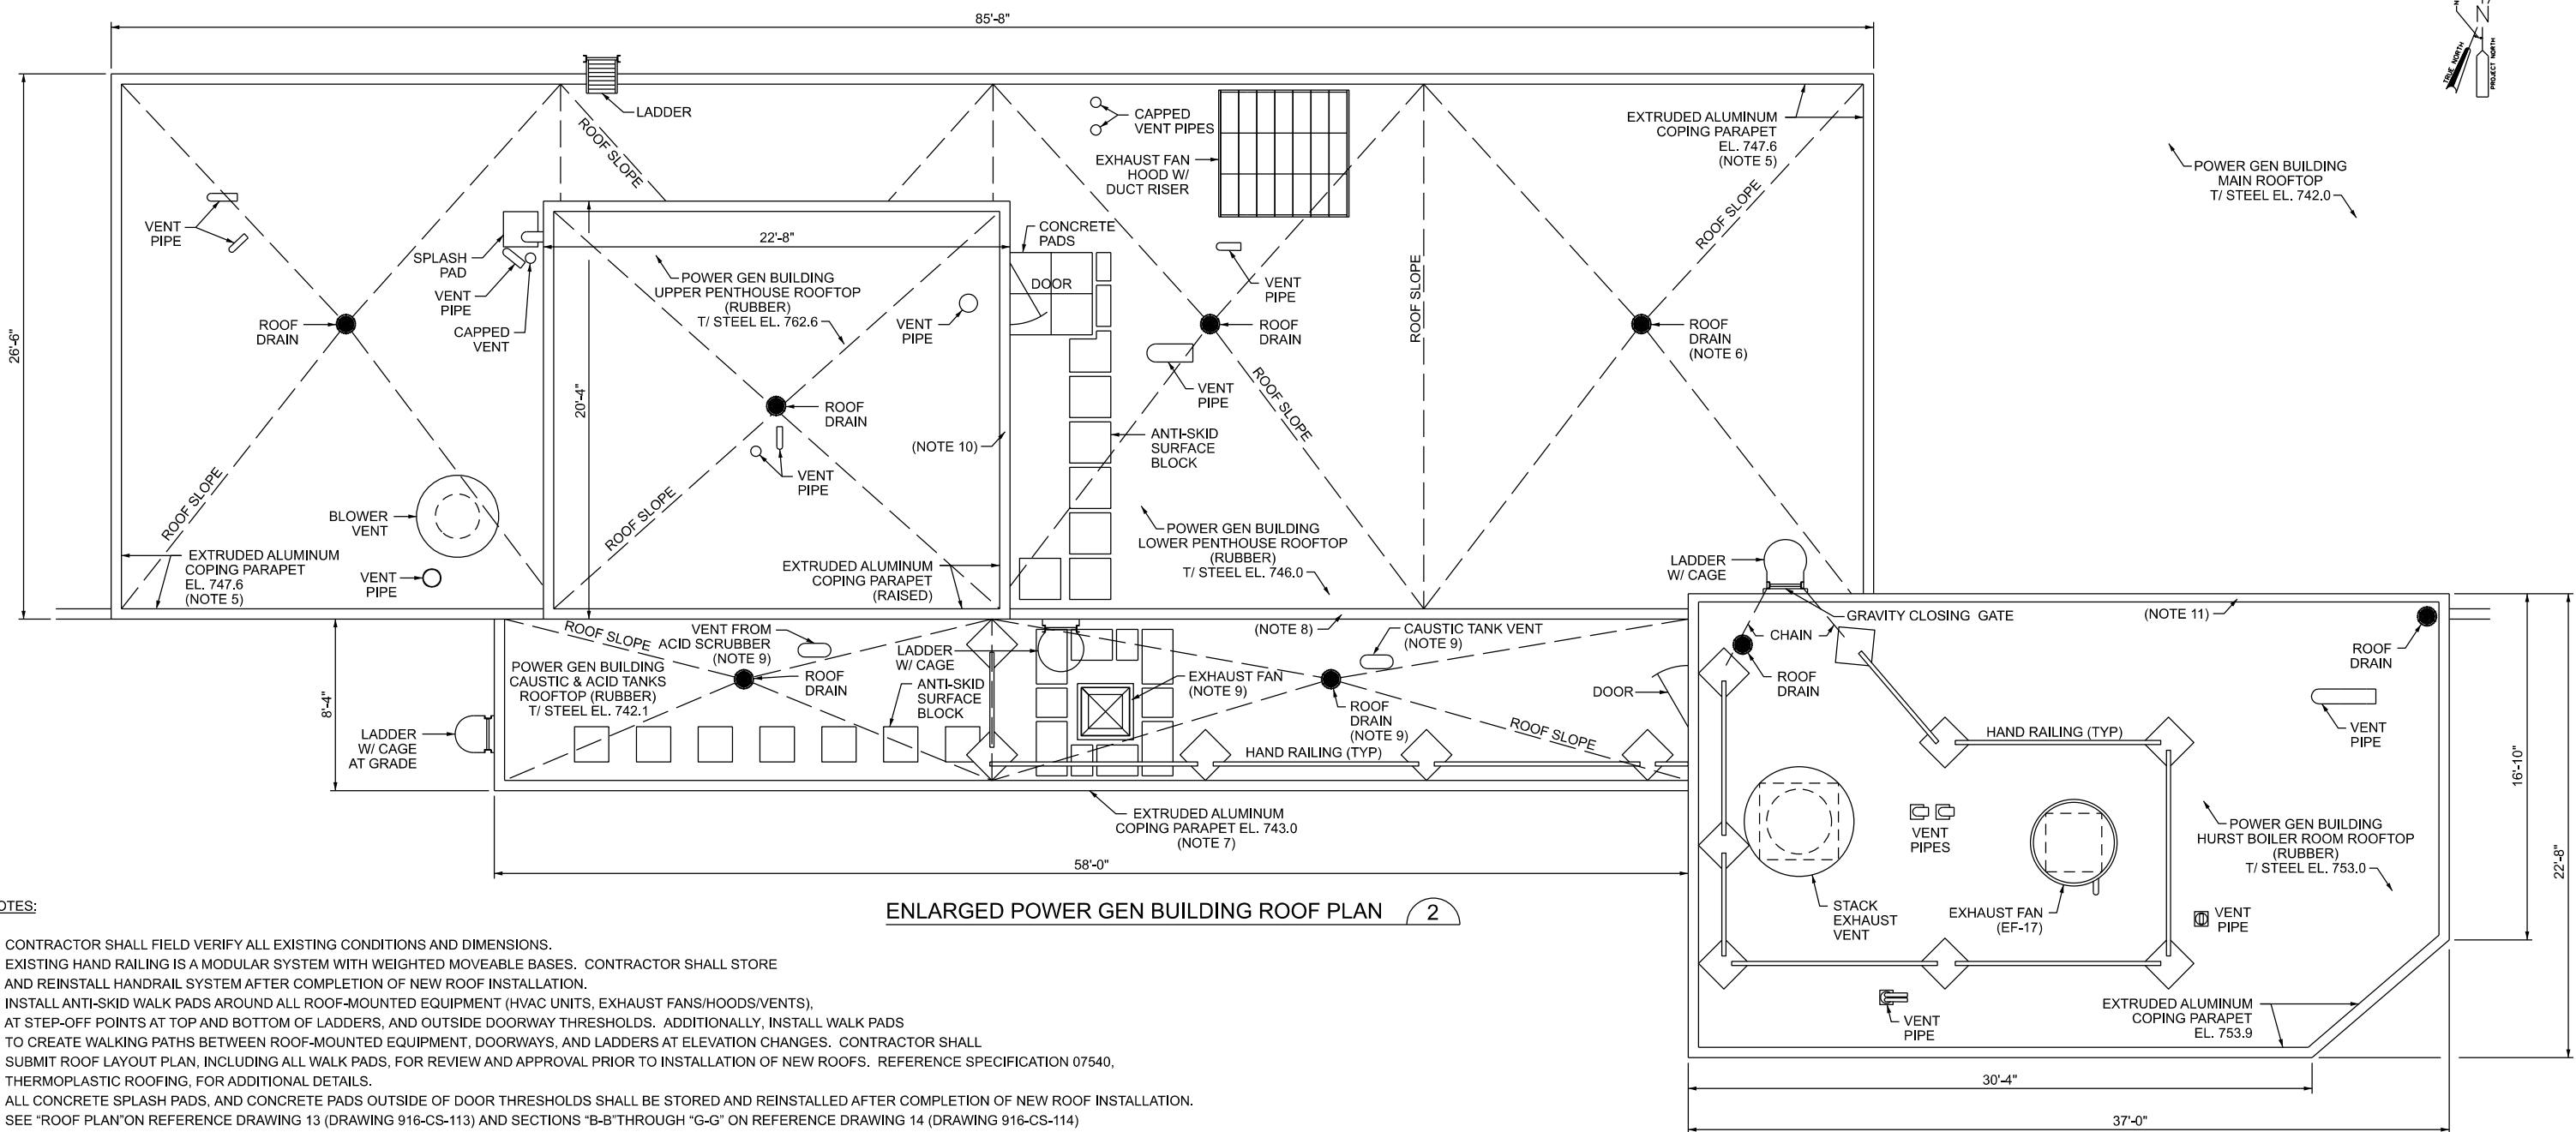 85'-8"
N
TRUE NORTH
PROJECT NORTH
LADDER
ROOF SLOPE
CAPPED
VENT PIPES
EXHAUST FAN
HOOD W/
DUCT RISER
EXTRUDED ALUMINUM
COPING PARAPET
EL. 747.6
(NOTE 5)
POWER GEN BUILDING
MAIN ROOFTOP
T/ STEEL EL. 742.0
26'-6"
VENT
PIPE
SPLASH
PAD
VENT
PIPE
CAPPED
VENT
ROOF
DRAIN
22'-8"
POWER GEN BUILDING
UPPER PENTHOUSE ROOFTOP
(RUBBER)
T/ STEEL EL. 762.6
VENT
PIPE
CONCRETE
PADS
DOOR
VENT
PIPE
ROOF
DRAIN
ROOF SLOPE
ROOF SLOPE
ROOF
DRAIN
(NOTE 6)
20'-4"
ROOF
DRAIN
VENT
PIPE
VENT
PIPE
ROOF SLOPE
(NOTE 10)
ANTI-SKID
SURFACE
BLOCK
ROOF SLOPE
ROOF SLOPE
BLOWER
VENT
VENT
PIPE
EXTRUDED ALUMINUM
COPING PARAPET
EL. 747.6
(NOTE 5)
EXTRUDED ALUMINUM
COPING PARAPET
(RAISED)
POWER GEN BUILDING
LOWER PENTHOUSE ROOFTOP
(RUBBER)
T/ STEEL EL. 746.0
LADDER
W/ CAGE
GRAVITY CLOSING GATE
(NOTE 11)
CHAIN
ROOF
DRAIN
ROOF
DRAIN
8'-4"
ROOF SLOPE
VENT FROM
ACID SCRUBBER
(NOTE 9)
POWER GEN BUILDING
CAUSTIC & ACID TANKS
ROOFTOP (RUBBER)
T/ STEEL EL. 742.1
ROOF
DRAIN
LADDER
W/ CAGE
ANTI-SKID
SURFACE
BLOCK
LADDER
W/ CAGE
AT GRADE
(NOTE 8)
CAUSTIC TANK VENT
(NOTE 9)
EXHAUST FAN
(NOTE 9)
ROOF
DRAIN
(NOTE 9)
DOOR
ROOF SLOPE
HAND RAILING (TYP)
HAND RAILING (TYP)
VENT
PIPE
16'-10"
22'-8"
EXTRUDED ALUMINUM
COPING PARAPET EL. 743.0
(NOTE 7)
58'-0"
VENT
PIPES
POWER GEN BUILDING
HURST BOILER ROOM ROOFTOP
(RUBBER)
T/ STEEL EL. 753.0
STACK
EXHAUST
VENT
EXHAUST FAN
(EF-17)
VENT
PIPE
VENT
PIPE
EXTRUDED ALUMINUM
COPING PARAPET
EL. 753.9
30'-4"
37'-0"
ENLARGED POWER GEN BUILDING ROOF PLAN 2
OTES:
CONTRACTOR SHALL FIELD VERIFY ALL EXISTING CONDITIONS AND DIMENSIONS.
EXISTING HAND RAILING IS A MODULAR SYSTEM WITH WEIGHTED MOVEABLE BASES. CONTRACTOR SHALL STORE
AND REINSTALL HANDRAIL SYSTEM AFTER COMPLETION OF NEW ROOF INSTALLATION.
INSTALL ANTI-SKID WALK PADS AROUND ALL ROOF-MOUNTED EQUIPMENT (HVAC UNITS, EXHAUST FANS/HOODS/VENTS),
AT STEP-OFF POINTS AT TOP AND BOTTOM OF LADDERS, AND OUTSIDE DOORWAY THRESHOLDS. ADDITIONALLY, INSTALL WALK PADS
TO CREATE WALKING PATHS BETWEEN ROOF-MOUNTED EQUIPMENT, DOORWAYS, AND LADDERS AT ELEVATION CHANGES. CONTRACTOR SHALL
SUBMIT ROOF LAYOUT PLAN, INCLUDING ALL WALK PADS, FOR REVIEW AND APPROVAL PRIOR TO INSTALLATION OF NEW ROOFS. REFERENCE SPECIFICATION 07540,
THERMOPLASTIC ROOFING, FOR ADDITIONAL DETAILS.
ALL CONCRETE SPLASH PADS, AND CONCRETE PADS OUTSIDE OF DOOR THRESHOLDS SHALL BE STORED AND REINSTALLED AFTER COMPLETION OF NEW ROOF INSTALLATION.
SEE "ROOF PLAN"ON REFERENCE DRAWING 13 (DRAWING 916-CS-113) AND SECTIONS "B-B"THROUGH "G-G" ON REFERENCE DRAWING 14 (DRAWING 916-CS-114)